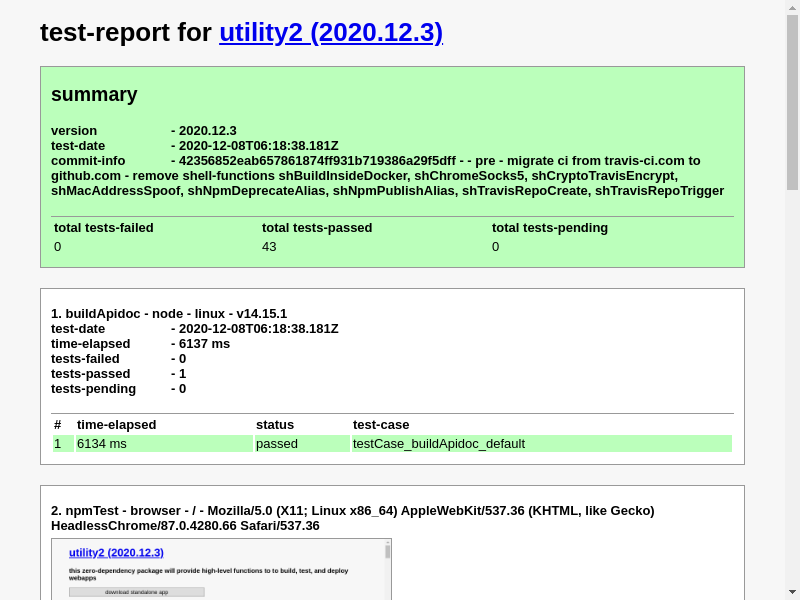 test-report for utility2 (2020.12.3)
summary
version - 2020.12.3
test-date - 2020-12-08T06:18:38.181Z
commit-info - 42356852eab657861874ff931b719386a29f5dff - - pre - migrate ci from travis-ci.com to
github.com - remove shell-functions shBuildInsideDocker, shChromeSocks5, shCryptoTravisEncrypt,
shMacAddressSpoof, shNpmDeprecateAlias, shNpmPublishAlias, shTravisRepoCreate, shTravisRepoTrigger
total tests-failed total tests-passed total tests-pending
0 43 0
1. buildApidoc - node - linux - v14.15.1
test-date - 2020-12-08T06:18:38.181Z
time-elapsed - 6137 ms
tests-failed - 0
tests-passed - 1
tests-pending - 0
# time-elapsed status test-case
1 6134 ms passed testCase_buildApidoc_default
2. npmTest - browser - / - Mozilla/5.0 (X11; Linux x86_64) AppleWebKit/537.36 (KHTML, like Gecko)
HeadlessChrome/87.0.4280.66 Safari/537.36
utility2 (2020.12.3)
this zero-dependency package will provide high-level functions to to build, test, and deploy
webapps
download standalone app